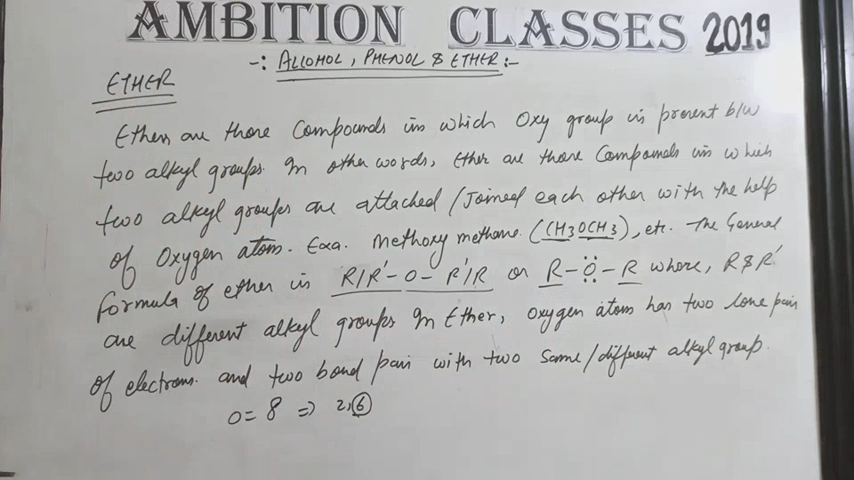 AMBITION CLASSES 2019
-: ALCOHOL, PHENOL & ETHER :-
ETHER
Ethers are those Compounds in which Oxy group is present b/w
two alkyl groups. In other words, Ether are those Compounds in which
two alkyl groups are attached / Joined each other with the help
of Oxygen atom. Exa. Methoxy methane (CH3OCH3), etc. The General
formula of ether is R/R'-O-R'/R or R-Ö-R where, R & R'
are different alkyl groups In Ether, oxygen atom has two lone pair
of electrons. and two bond pair with two same/different alkyl group.
O = 8 => 2,6